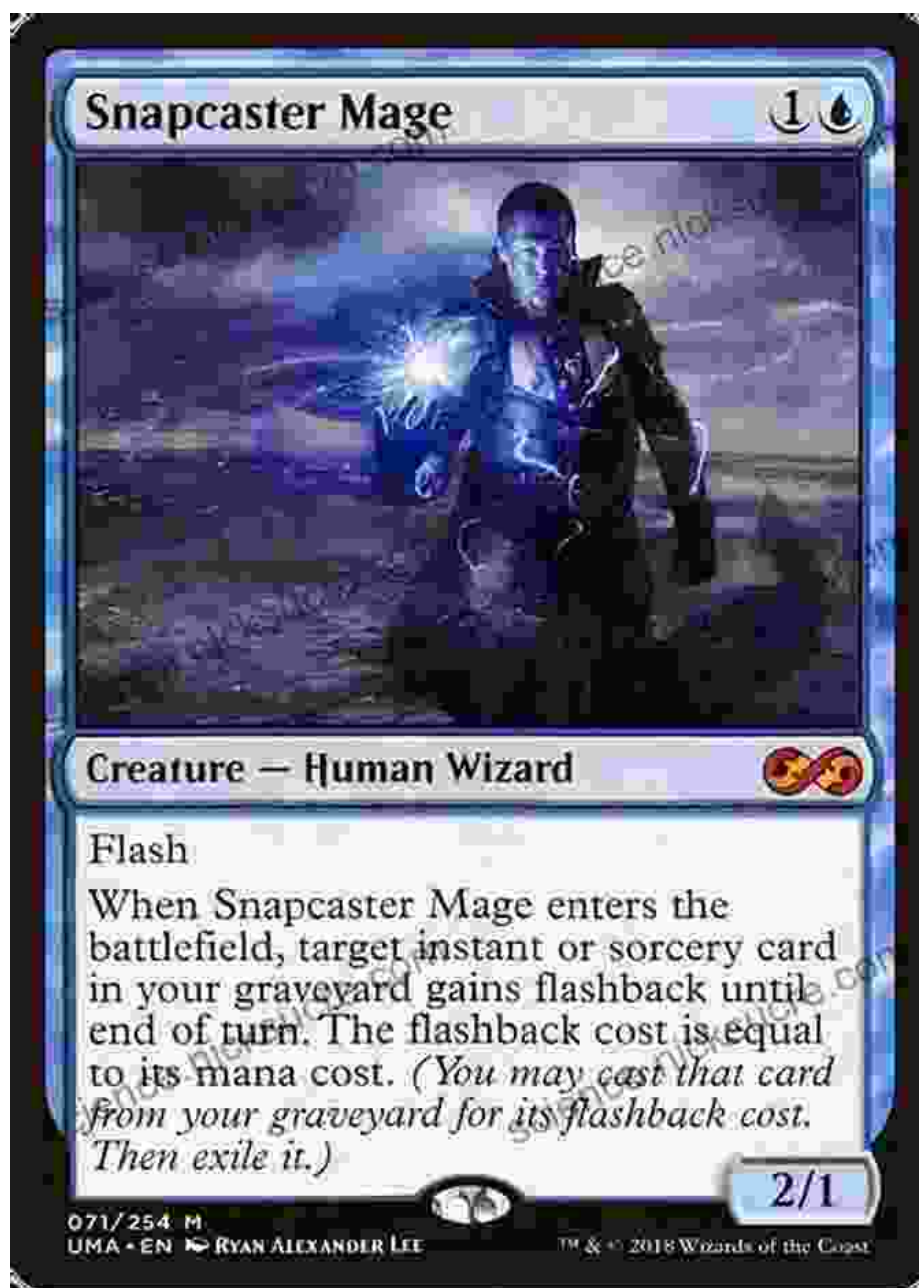 Snapcaster Mage 1
Creature — Human Wizard
Flash
When Snapcaster Mage enters the
battlefield, target instant or sorcery card
in your graveyard gains flashback until
end of turn. The flashback cost is equal
to its mana cost. (You may cast that card
from your graveyard for its flashback cost.
Then exile it.)
2/1
071/254 M
UMA • EN RYAN ALEXANDER LEE
™ & © 2018 Wizards of the Coast